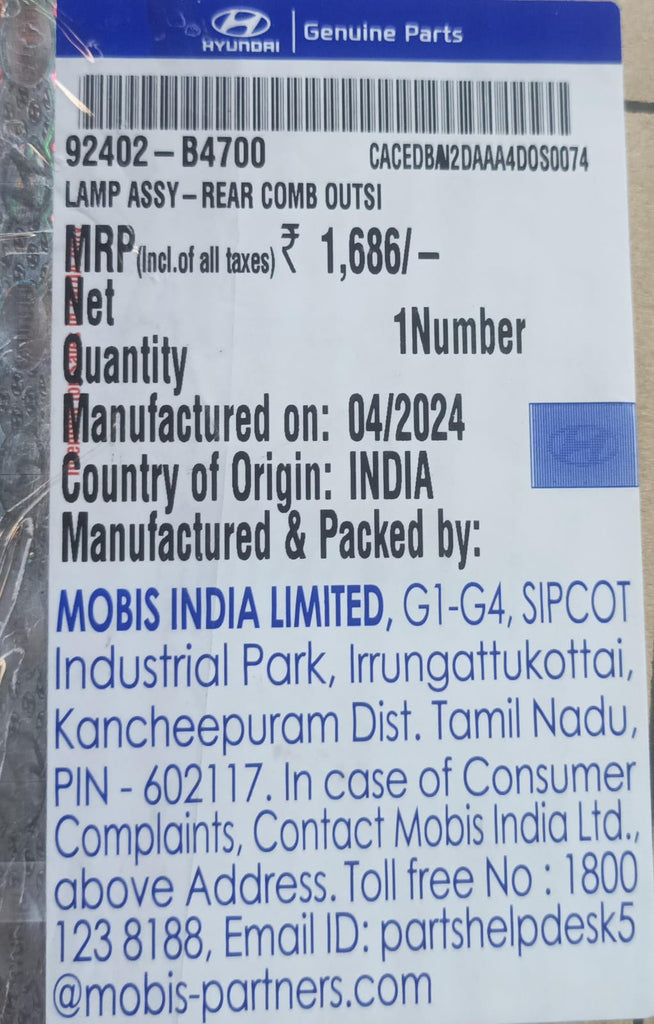 HYUNDAI Genuine Parts
92402-B4700 
LAMP ASSY-REAR COMB OUTSI
MRP(Incl.of all taxes) ₹ 1,686/-
Net
Quantity 1Number
Manufactured on: 04/2024
Country of Origin: INDIA
Manufactured & Packed by:
MOBIS INDIA LIMITED, G1-G4, SIPCOT
Industrial Park, Irrungattukottai,
Kancheepuram Dist. Tamil Nadu,
PIN - 602117. In case of Consumer
Complaints, Contact Mobis India Ltd.,
above Address. Toll free No : 1800
123 8188, Email ID: partshelpdesk5
@mobis-partners.com